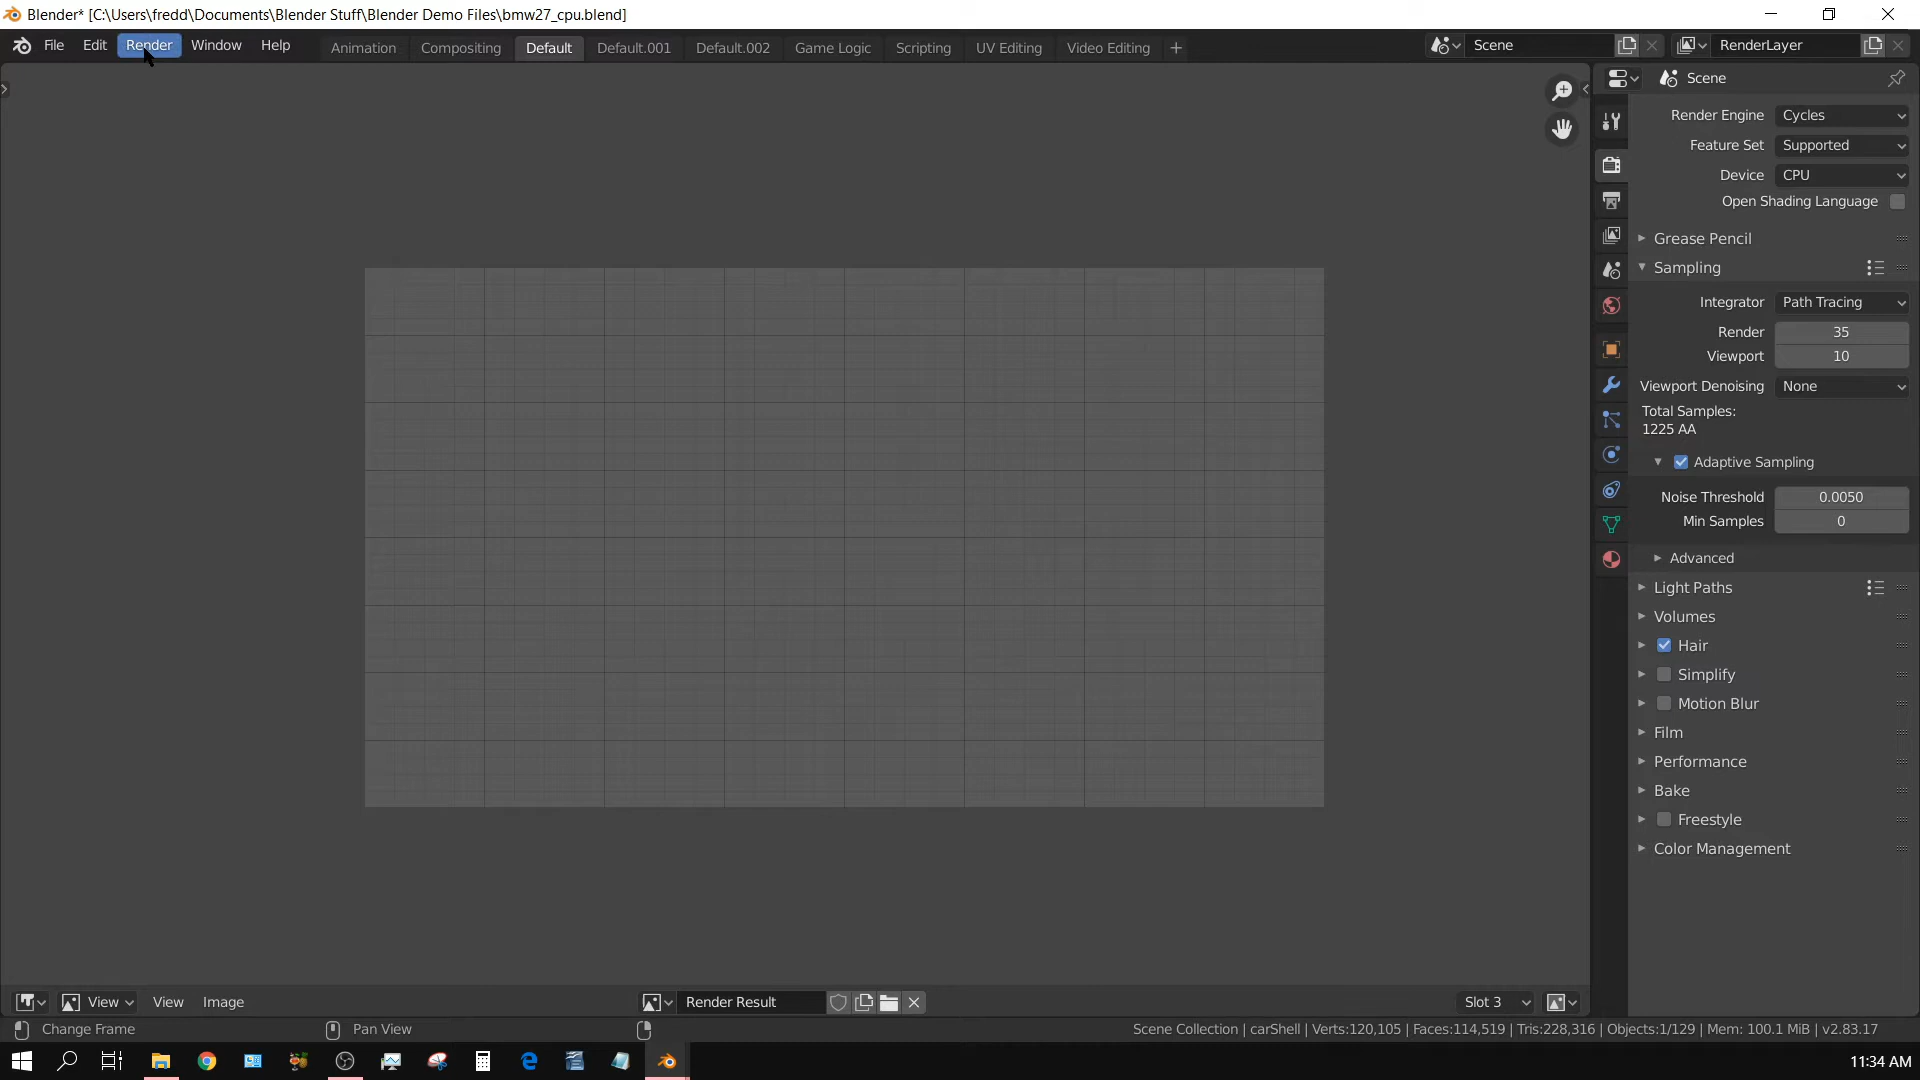 Blender* [C:\Users\fredd\Documents\Blender Stuff\Blender Demo Files\bmw27_cpu.blend]
File Edit Render Window Help Animation Compositing Default Default.001 Default.002 Game Logic Scripting UV Editing Video Editing + Scene RenderLayer
Scene
Render Engine Cycles
Feature Set Supported
Device CPU
Open Shading Language
Grease Pencil
Sampling
Integrator Path Tracing
Render 35
Viewport 10
Viewport Denoising None
Total Samples:
1225 AA
Adaptive Sampling
Noise Threshold 0.0050
Min Samples 0
Advanced
Light Paths
Volumes
Hair
Simplify
Motion Blur
Film
Performance
Bake
Freestyle
Color Management
View View Image Render Result Slot 3
Change Frame Pan View Scene Collection | carShell | Verts:120,105 | Faces:114,519 | Tris:228,316 | Objects:1/129 | Mem: 100.1 MiB | v2.83.17
11:34 AM